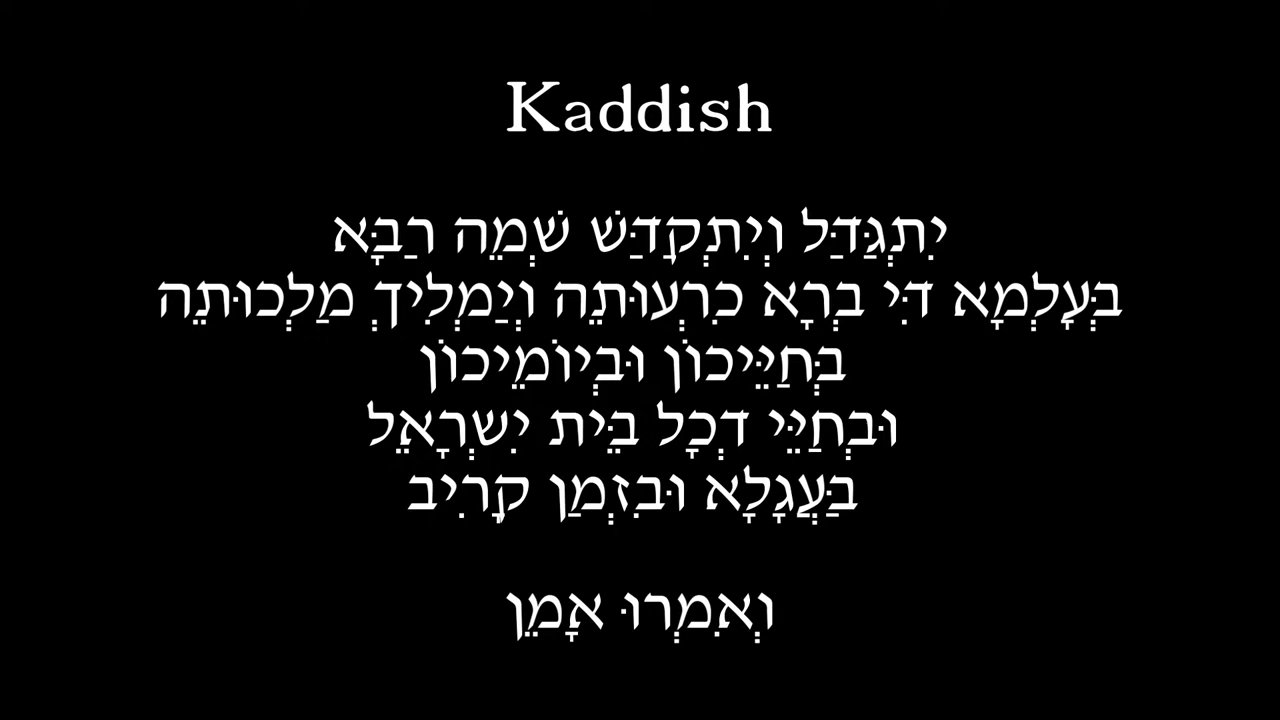 Kaddish
יִתְגַּדַּל וְיִתְקַדַּשׁ שְׁמֵהּ רַבָּא
בְּעָלְמָא דִּי בְרָא כִרְעוּתֵהּ וְיַמְלִיךְ מַלְכוּתֵהּ
בְּחַיֵּיכוֹן וּבְיוֹמֵיכוֹן
וּבְחַיֵּי דְכָל בֵּית יִשְׂרָאֵל
בַּעֲגָלָא וּבִזְמַן קָרִיב
וְאִמְרוּ אָמֵן